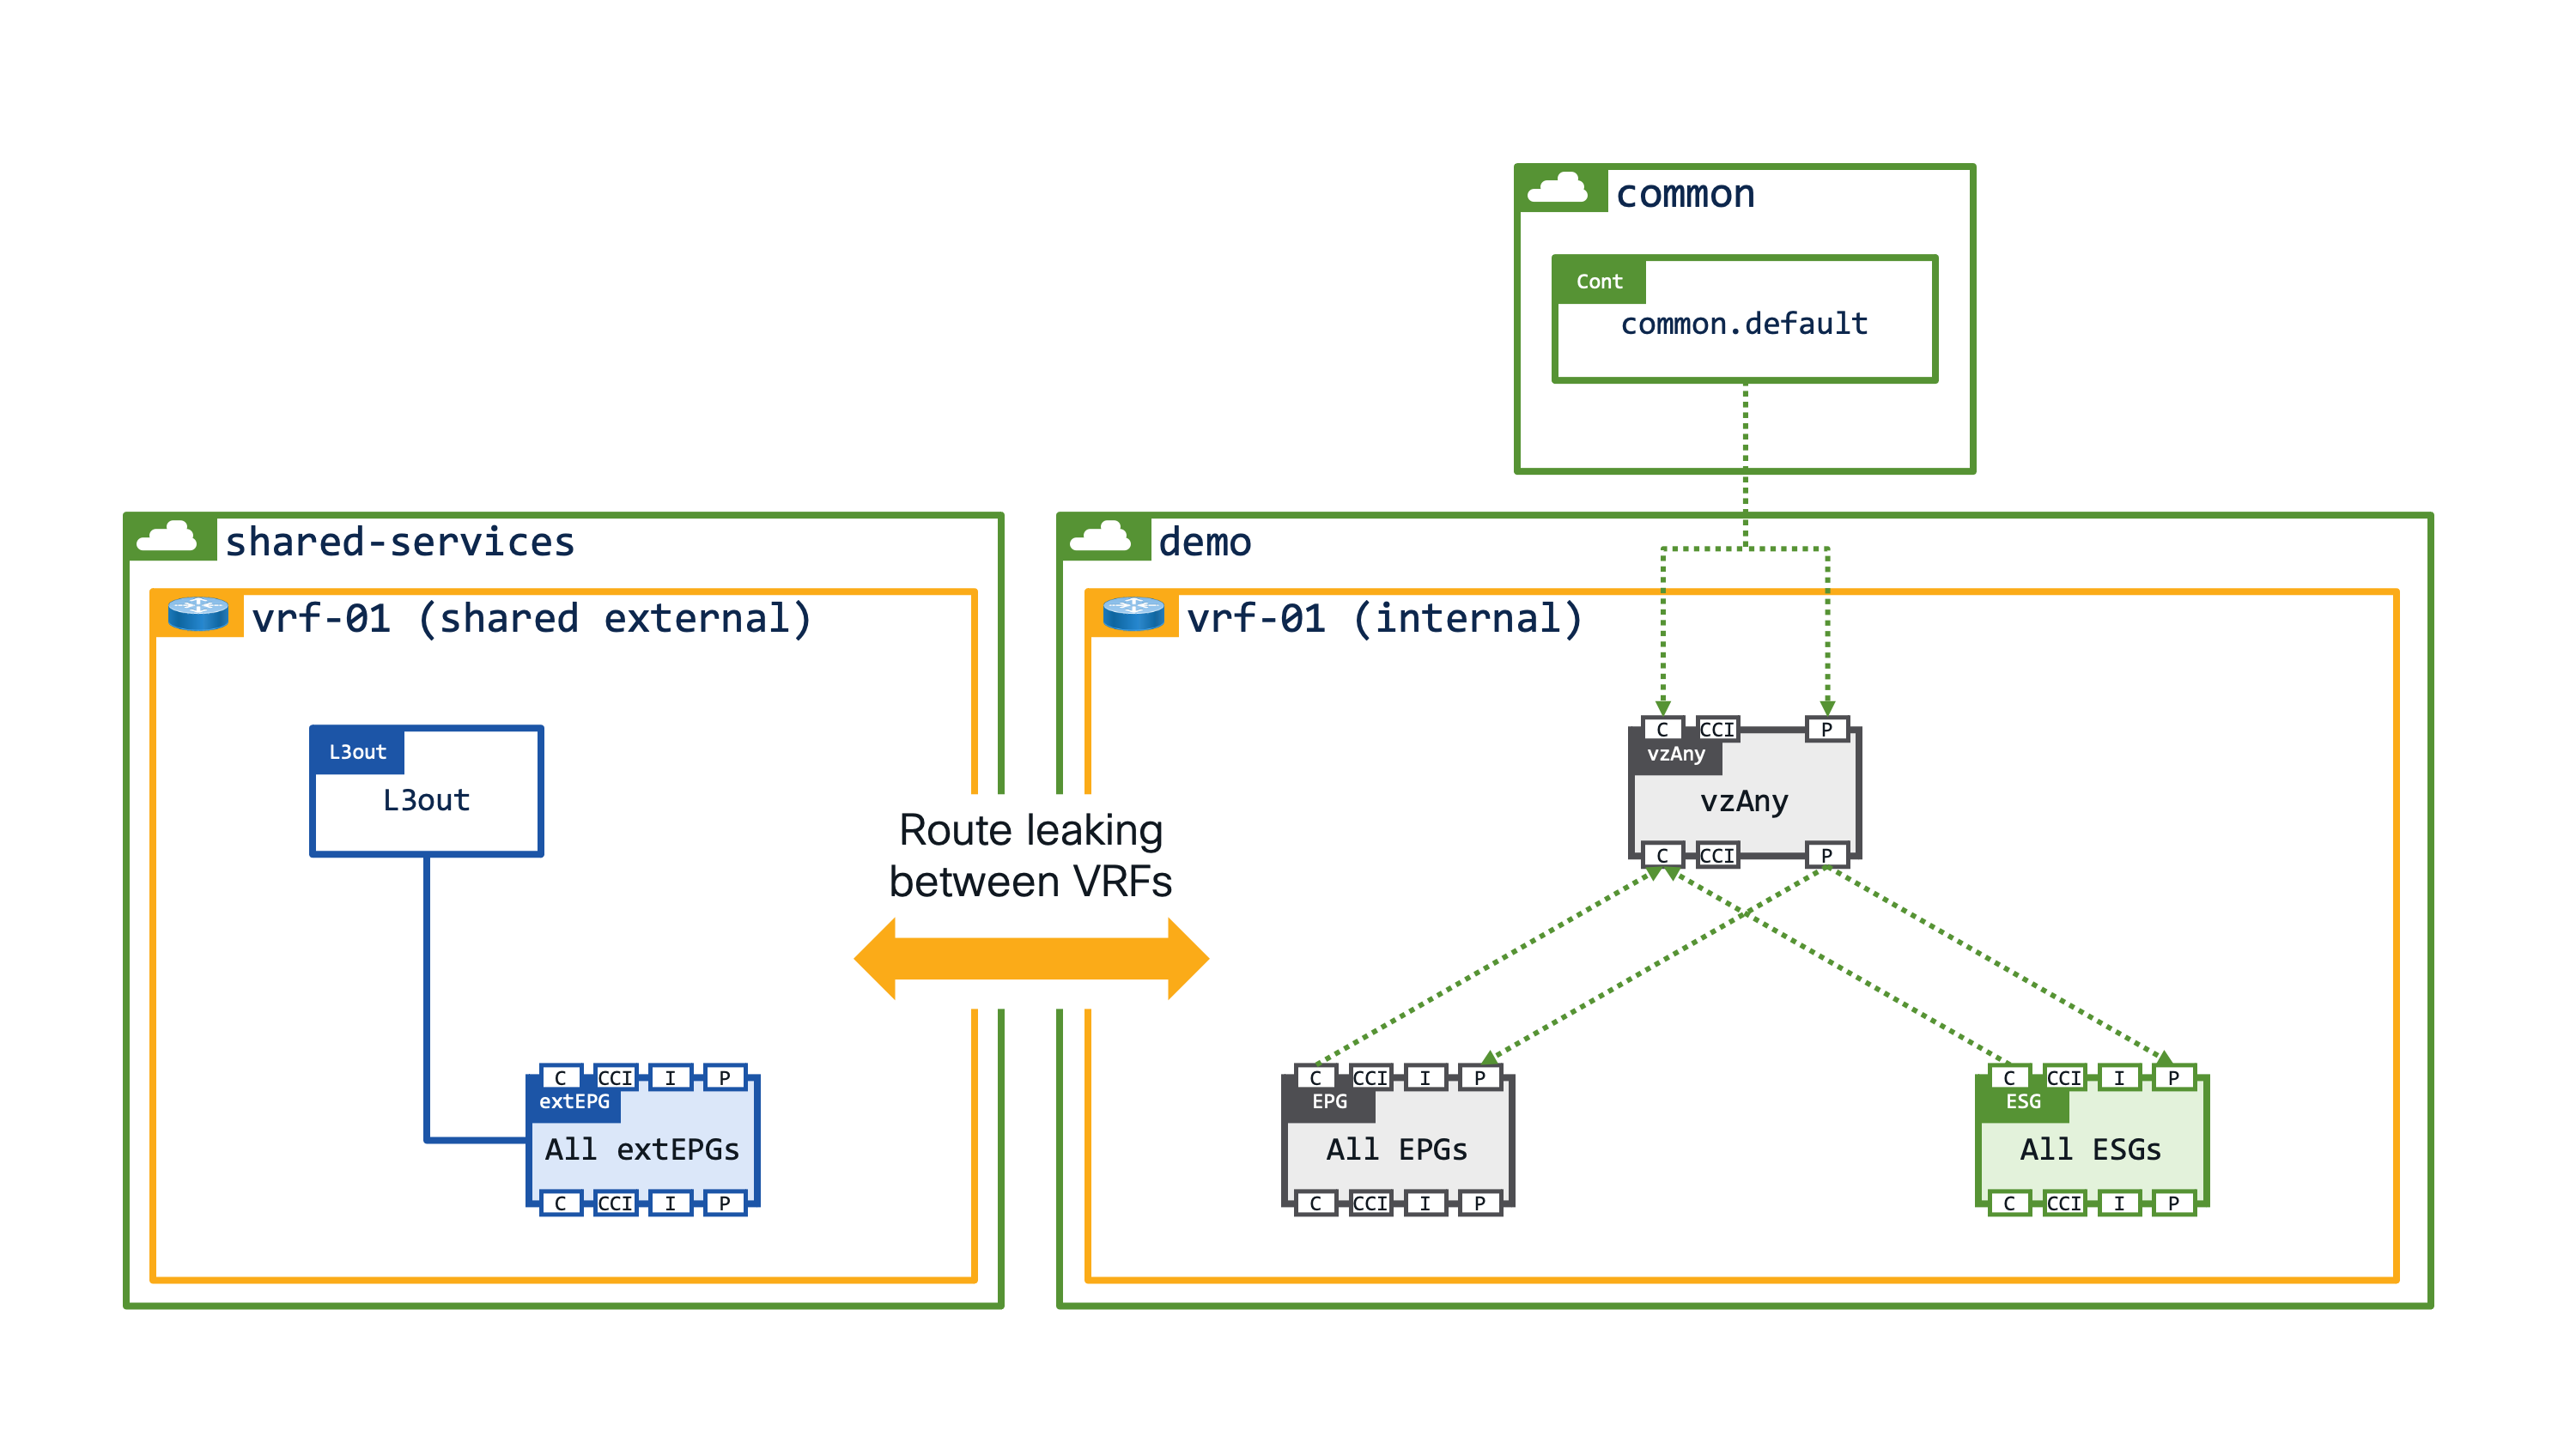 common
Cont
common.default
shared-services
demo
vrf-01 (shared external)
vrf-01 (internal)
L3out
L3out
C CCI P
vzAny
vzAny
C CCI P
Route leaking
between VRFs
C CCI I P
extEPG
All extEPGs
C CCI I P
C CCI I P
EPG
All EPGs
C CCI I P
C CCI I P
ESG
All ESGs
C CCI I P